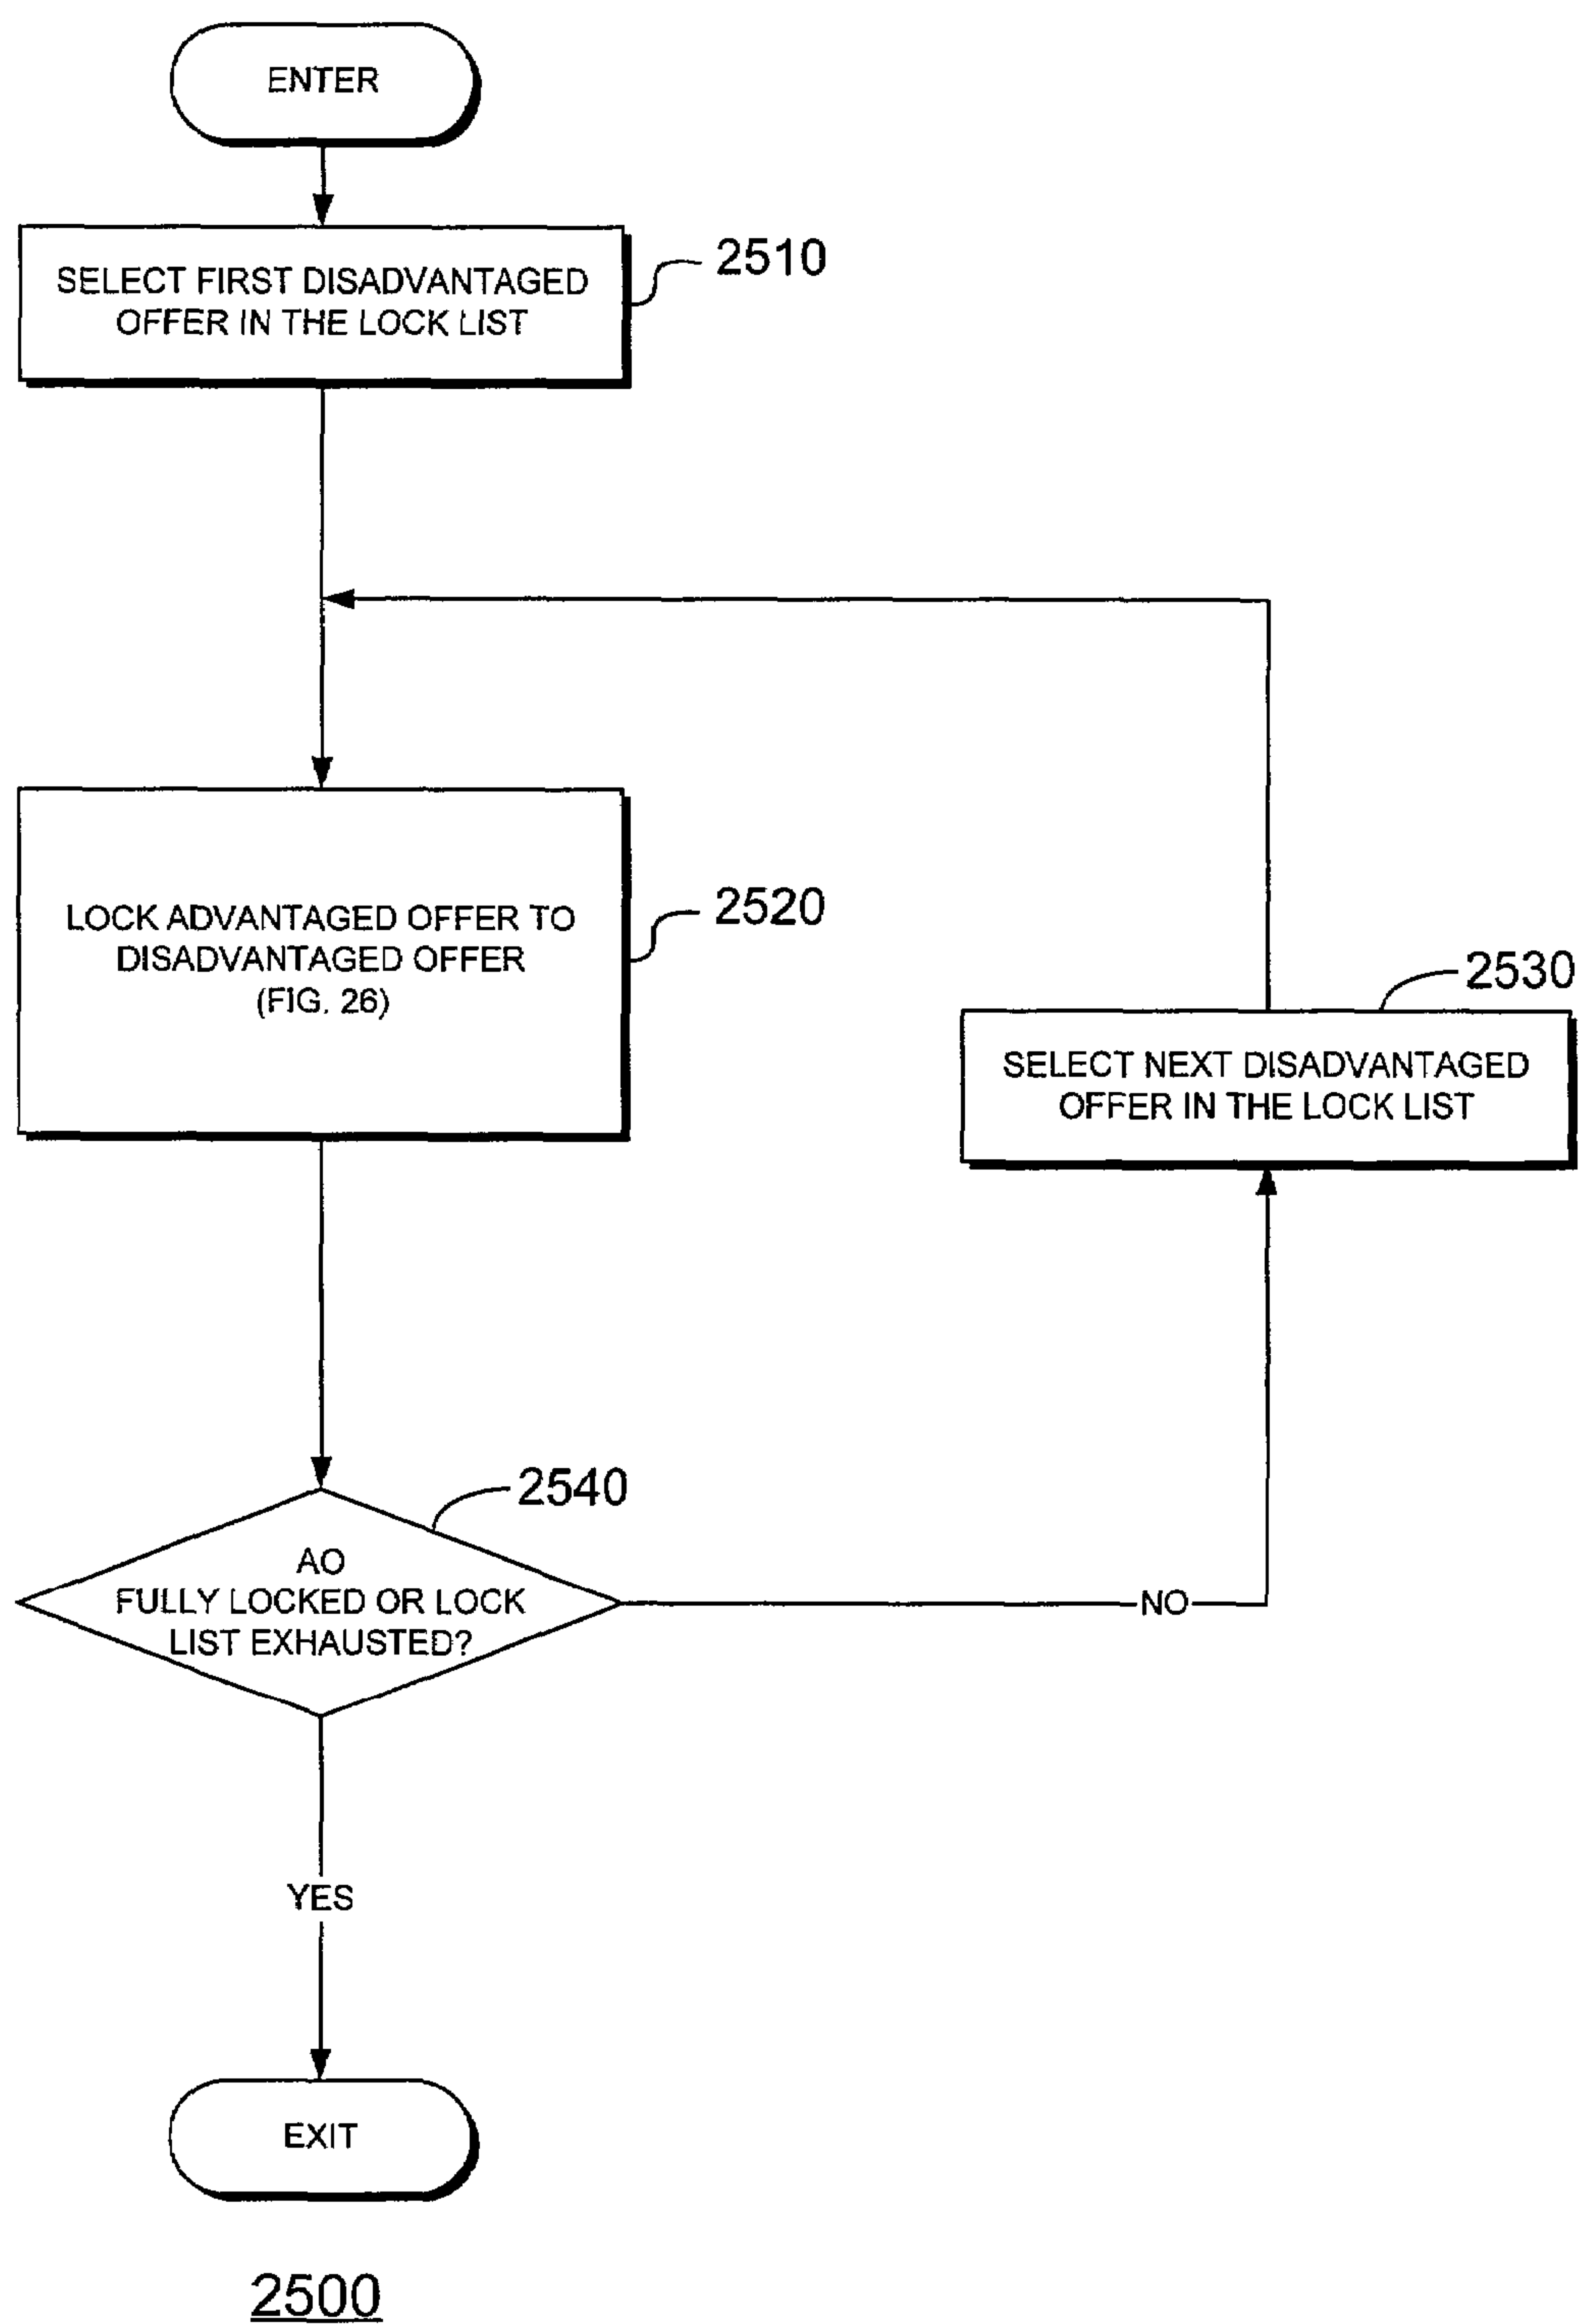 ENTER
SELECT FIRST DISADVANTAGED
OFFER IN THE LOCK LIST
2510
LOCK ADVANTAGED OFFER TO
DISADVANTAGED OFFER
(FIG. 26)
2520
2530
SELECT NEXT DISADVANTAGED
OFFER IN THE LOCK LIST
2540
AO
FULLY LOCKED OR LOCK
LIST EXHAUSTED?
NO
YES
EXIT
2500